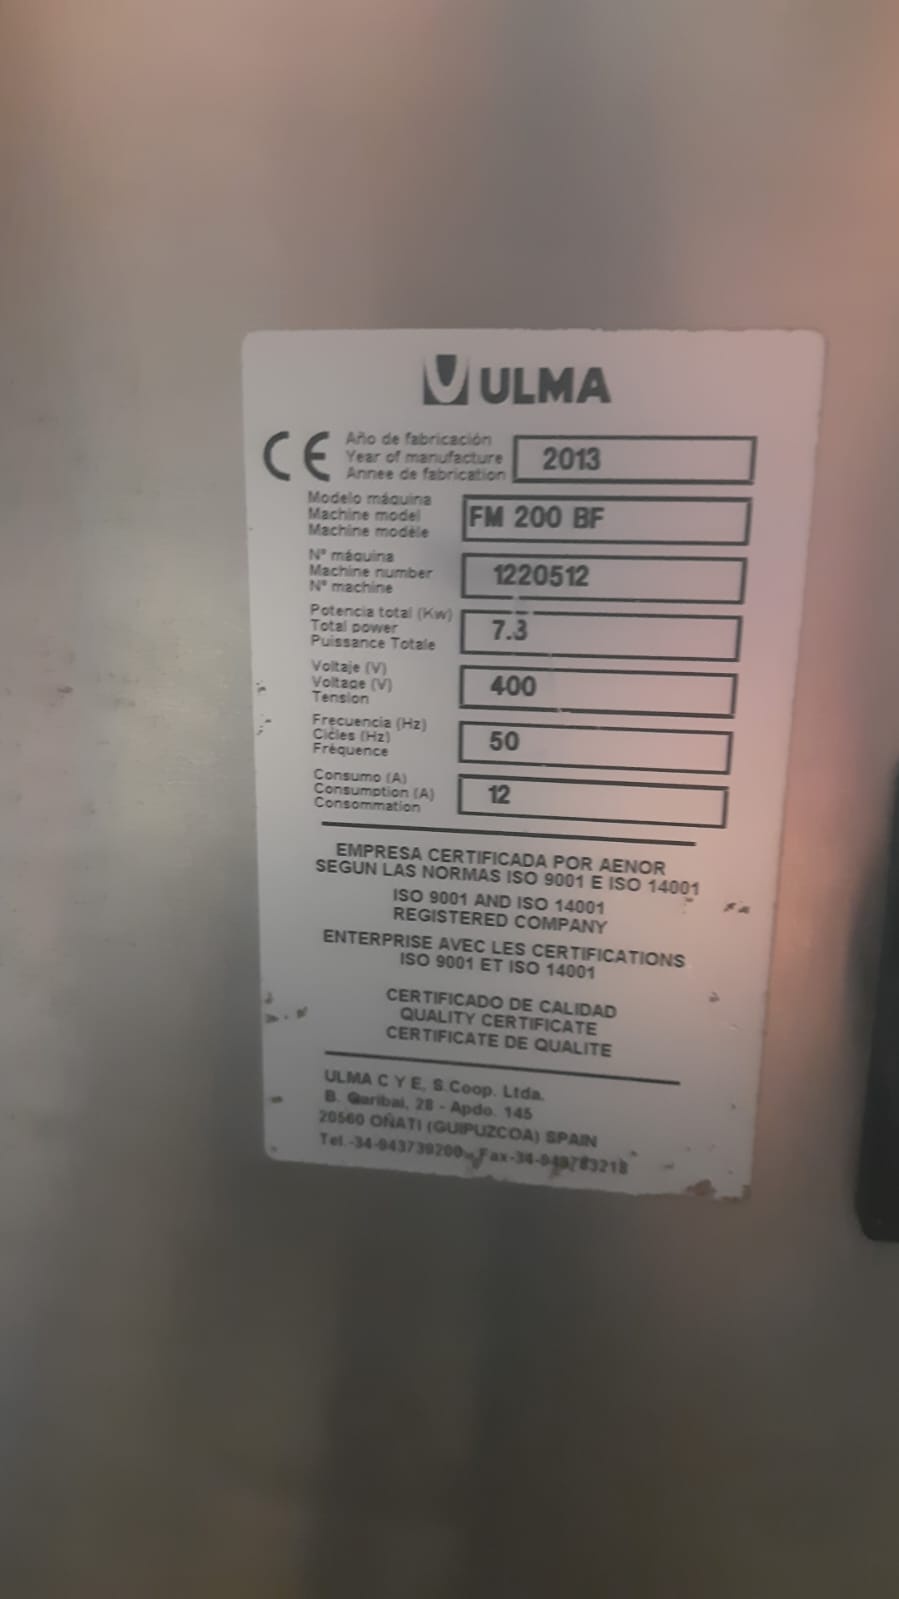 ULMA
CE
Año de fabricación
Year of manufacture
Annee de fabrication
2013
Modelo máquina
Machine model
Machine modèle
FM 200 BF
Nº máquina
Machine number
Nº machine
1220512
Potencia total (Kw)
Total power
Puissance Totale
7.3
Voltaje (V)
Voltage (V)
Tension
400
Frecuencia (Hz)
Cicles (Hz)
Fréquence
50
Consumo (A)
Consumption (A)
Consommation
12
EMPRESA CERTIFICADA POR AENOR
SEGUN LAS NORMAS ISO 9001 E ISO 14001
ISO 9001 AND ISO 14001
REGISTERED COMPANY
ENTERPRISE AVEC LES CERTIFICATIONS
ISO 9001 ET ISO 14001
CERTIFICADO DE CALIDAD
QUALITY CERTIFICATE
CERTIFICATE DE QUALITE
ULMA C Y E, S.Coop. Ltda.
B. Garibai, 28 - Apdo. 145
20560 OÑATI (GUIPUZCOA) SPAIN
Tel.-34-943739200 Fax-34-943783218